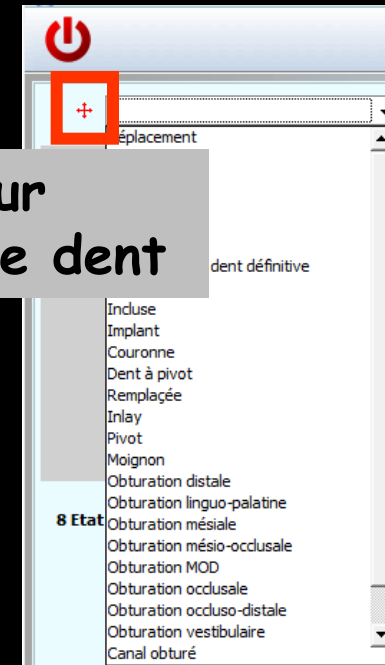 éplacement
ur
e dent
dent définitive
Incluse
Implant
Couronne
Dent à pivot
Remplaçée
Inlay
Pivot
Moignon
Obturation distale
Obturation linguo-palatine
8 Etat
Obturation mésiale
Obturation mésio-occlusale
Obturation MOD
Obturation occlusale
Obturation occluso-distale
Obturation vestibulaire
Canal obturé